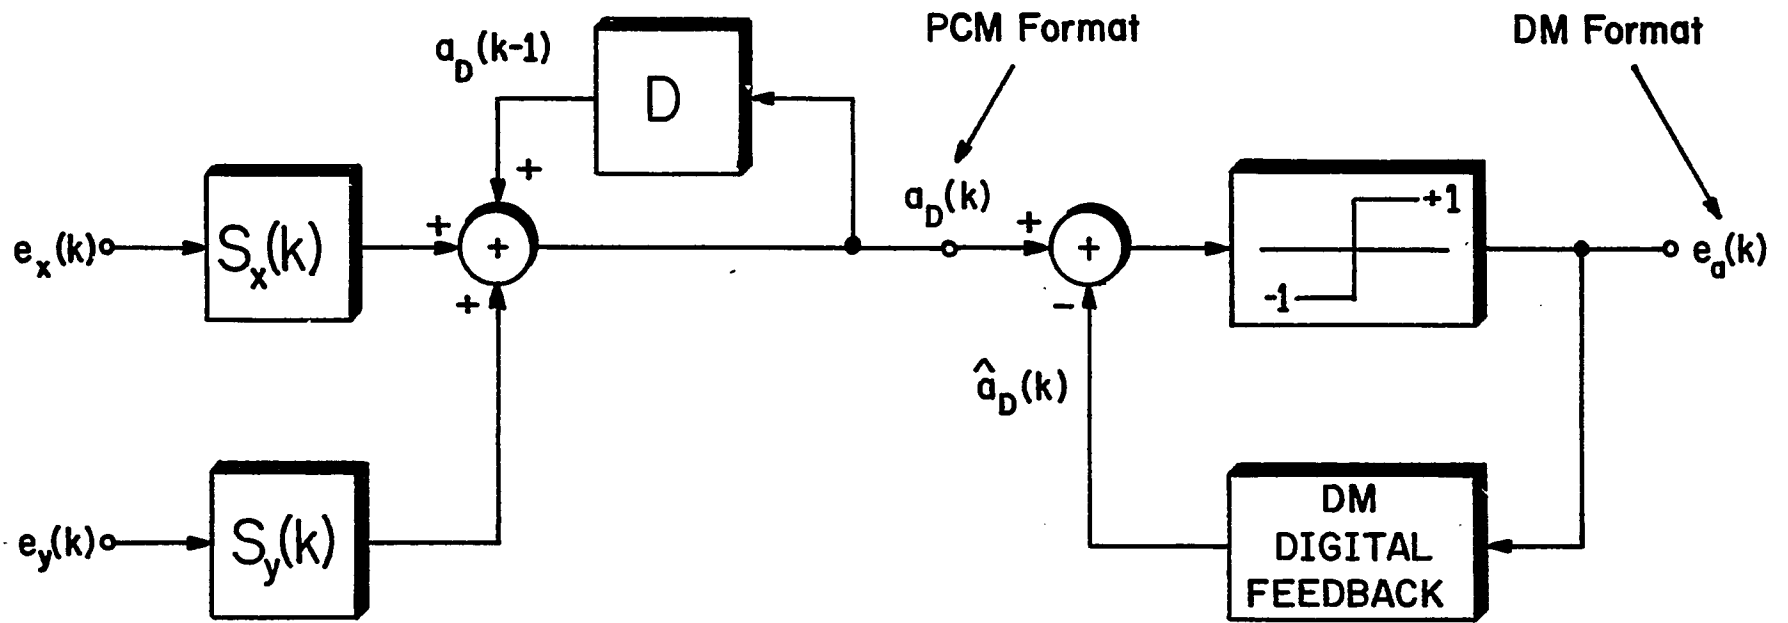 PCM Format
DM Format
a_D(k-1)
D
+
a_D(k)
+1
-1
e_x(k)
S_x(k)
+
+
+
+
+
-
e_a(k)
â_D(k)
e_y(k)
S_y(k)
DM
DIGITAL
FEEDBACK